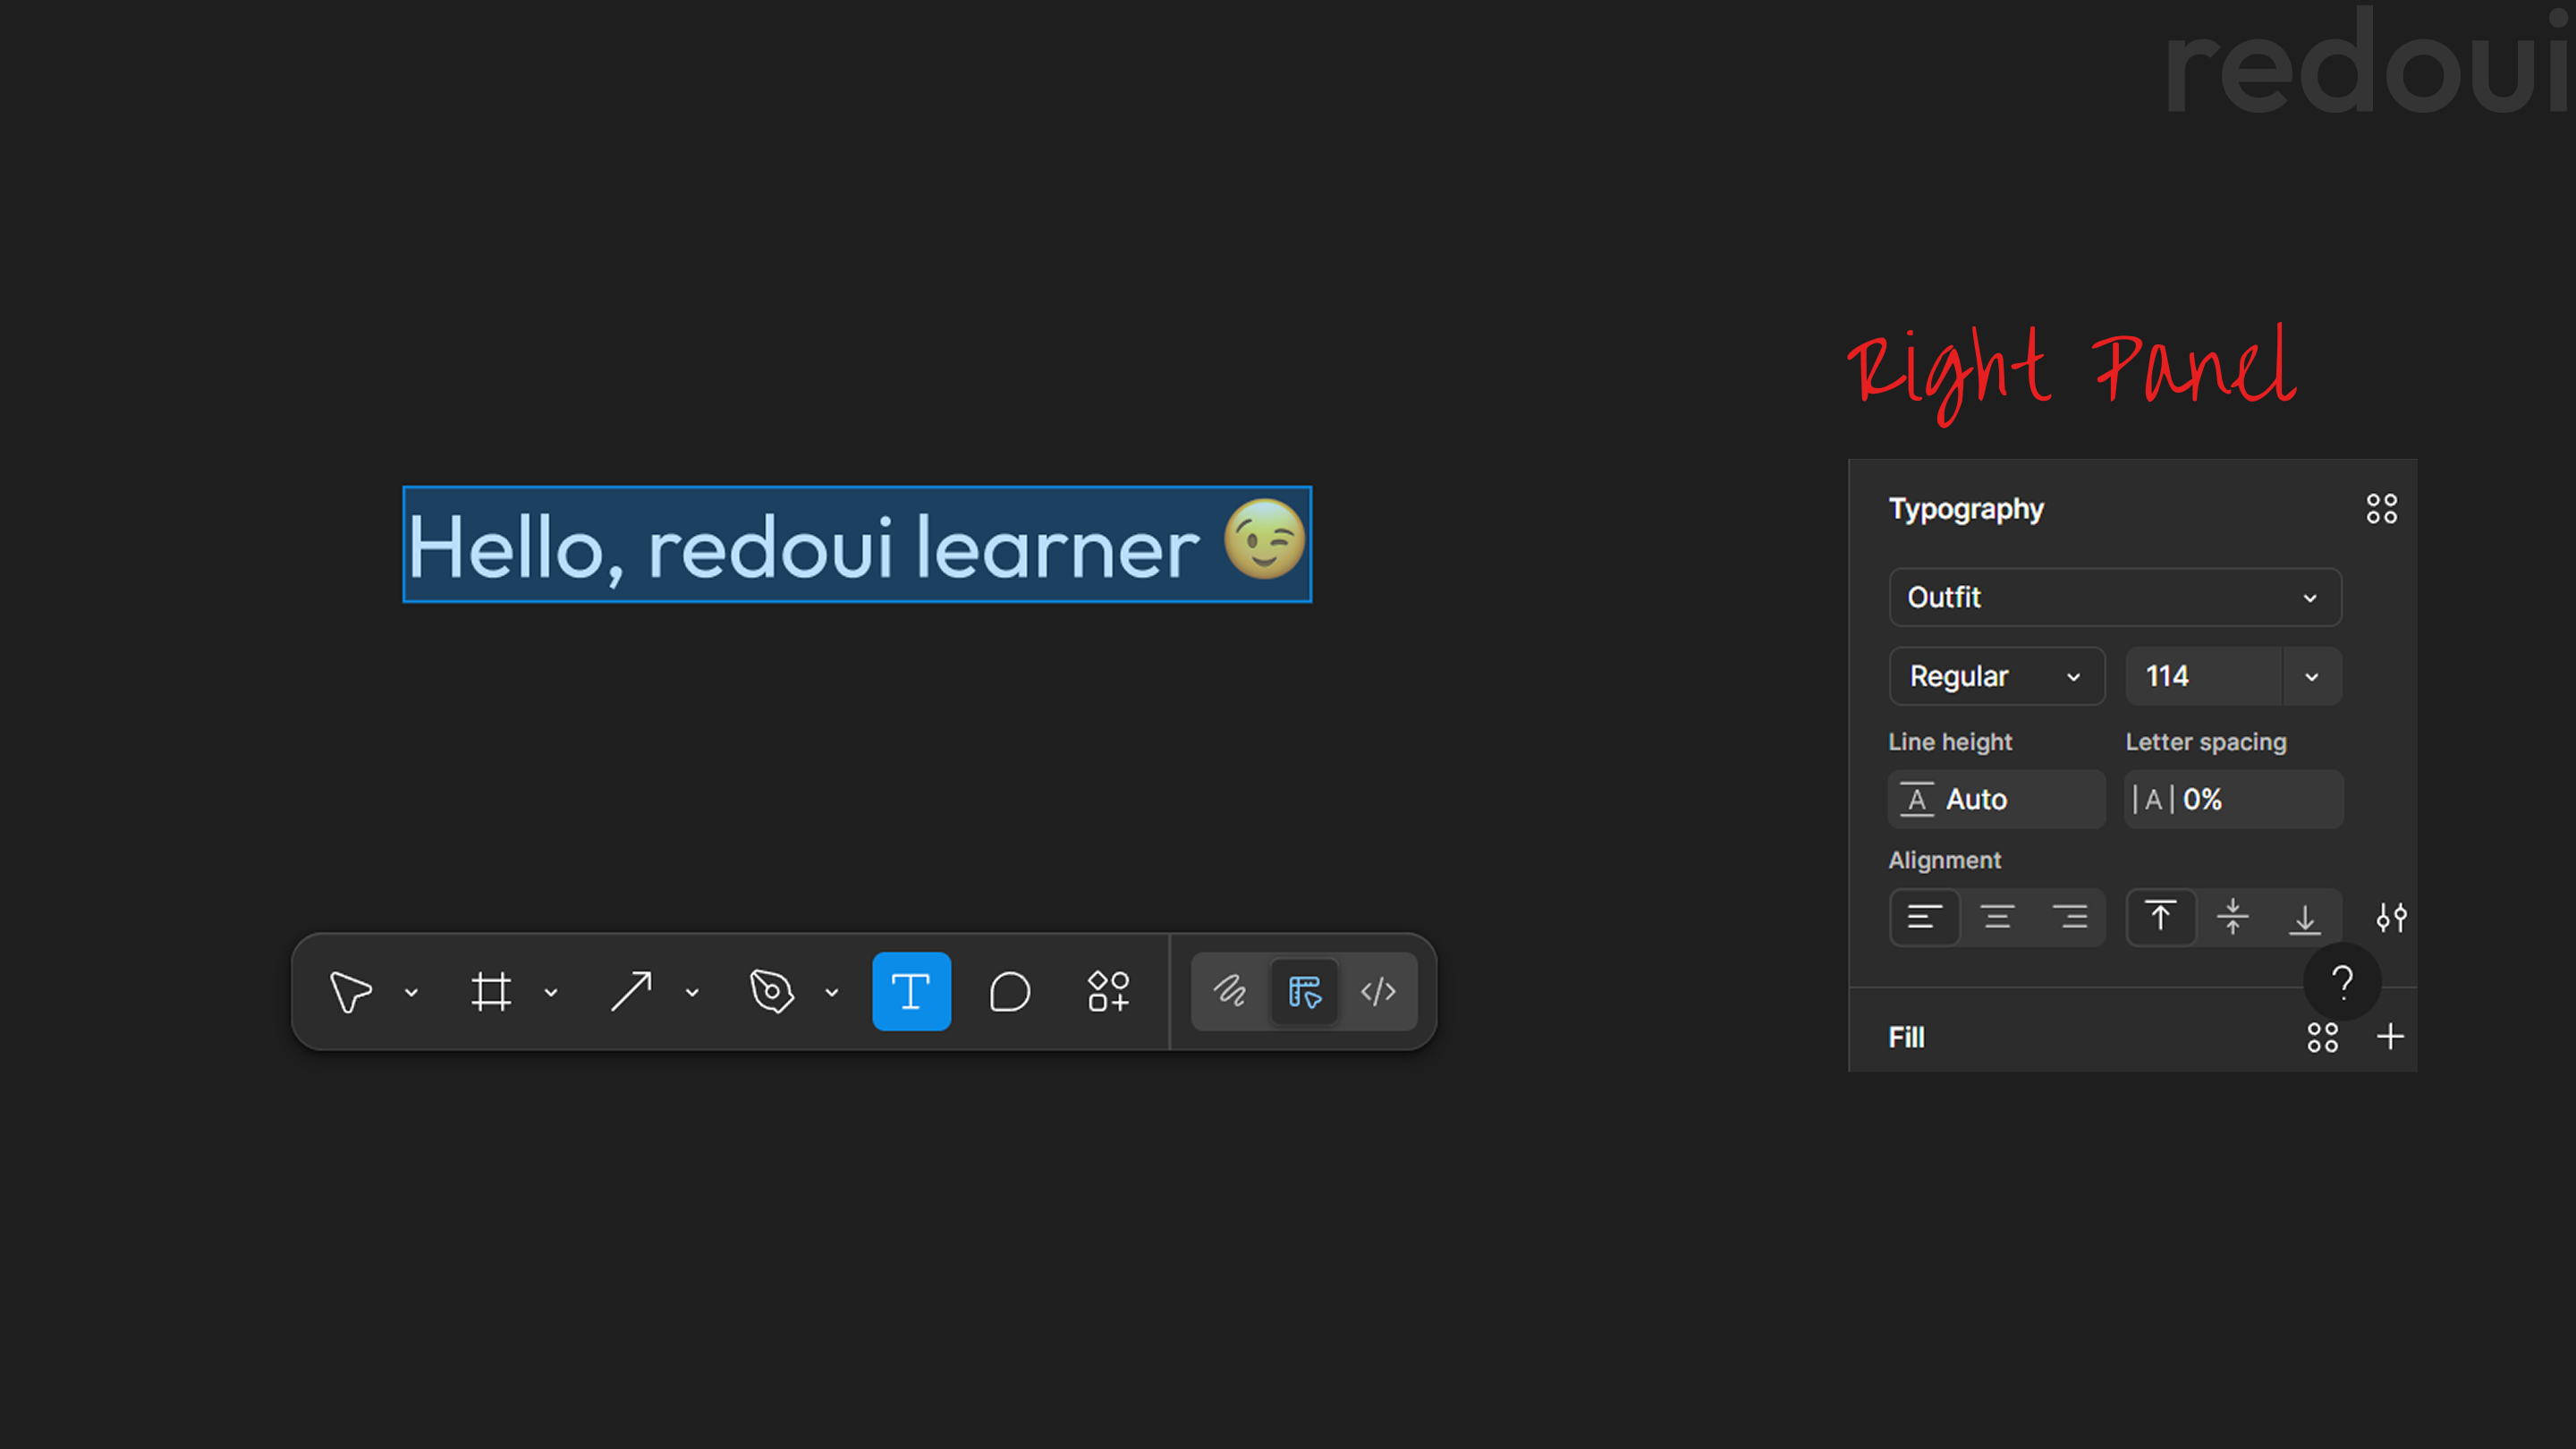 redoui
Right Panel
Hello, redoui learner 😉
Typography
Outfit
Regular 114
Line height Letter spacing
A Auto |A| 0%
Alignment
T </>
?
Fill